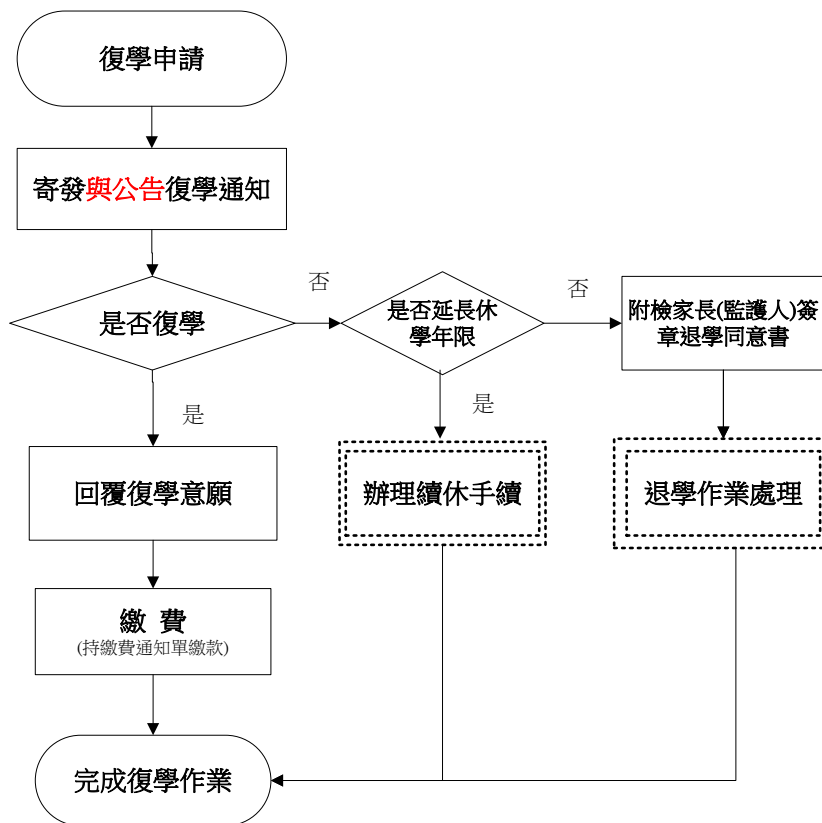 復學申請
寄發與公告復學通知
否
否
是否復學
是否延長休
學年限
附檢家長(監護人)簽
章退學同意書
是
是
回覆復學意願
辦理續休手續
退學作業處理
繳 費
(持繳費通知單繳款)
完成復學作業